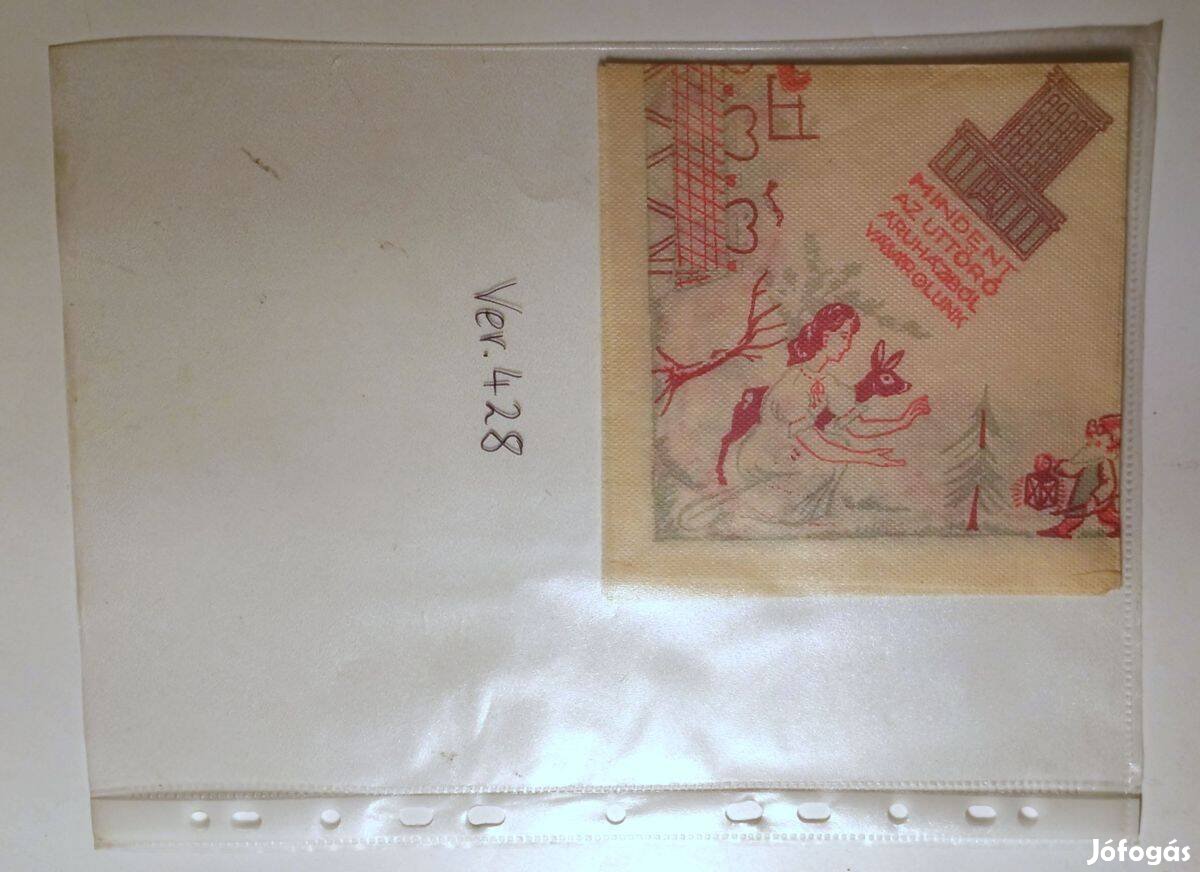 MINDENT
AZ ÚTTÖRŐ
ÁRUHÁZBÓL
VÁSÁROLUNK
Ver. 428
Jófogás